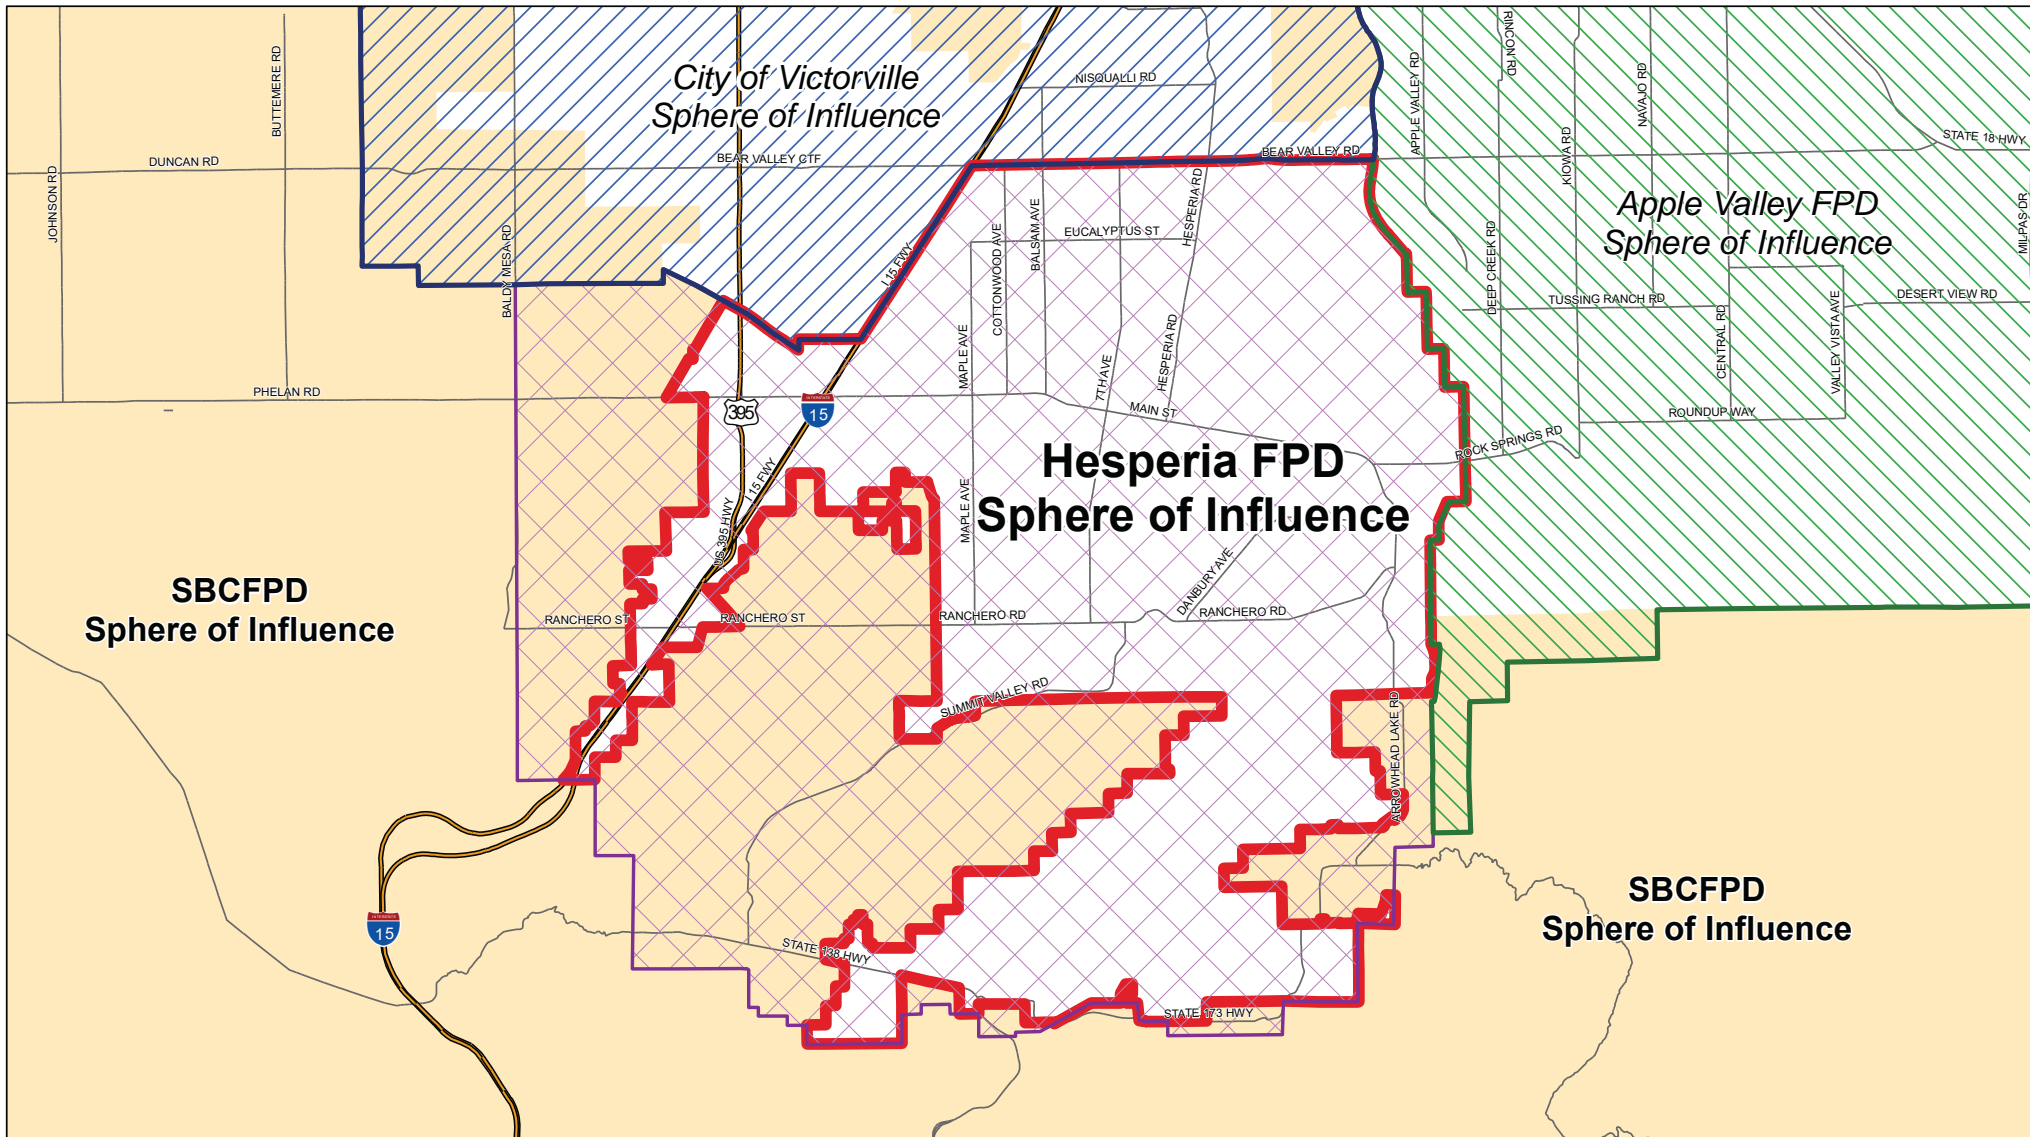 City of Victorville
Sphere of Influence
Apple Valley FPD
Sphere of Influence
Hesperia FPD
Sphere of Influence
SBCFPD
Sphere of Influence
SBCFPD
Sphere of Influence
BUTTEMERE RD
JOHNSON RD
DUNCAN RD
BALDY MESA RD
PHELAN RD
BEAR VALLEY CTF
NISQUALLI RD
BEAR VALLEY RD
I 15 FWY
COTTONWOOD AVE
BALSAM AVE
EUCALYPTUS ST
HESPERIA RD
HESPERIA RD
MAPLE AVE
MAPLE AVE
7TH AVE
MAIN ST
APPLE VALLEY RD
RINCON RD
NAVAJO RD
KIOWA RD
STATE 18 HWY
MILPAS DR
DEEP CREEK RD
TUSSING RANCH RD
CENTRAL RD
VALLEY VISTA AVE
DESERT VIEW RD
ROUNDUP WAY
ROCK SPRINGS RD
395
INTERSTATE
15
I 15 FWY
US 395 HWY
RANCHERO ST
RANCHERO ST
RANCHERO RD
DANBURY AVE
RANCHERO RD
SUMMIT VALLEY RD
ARROWHEAD LAKE RD
INTERSTATE
15
STATE 138 HWY
STATE 173 HWY